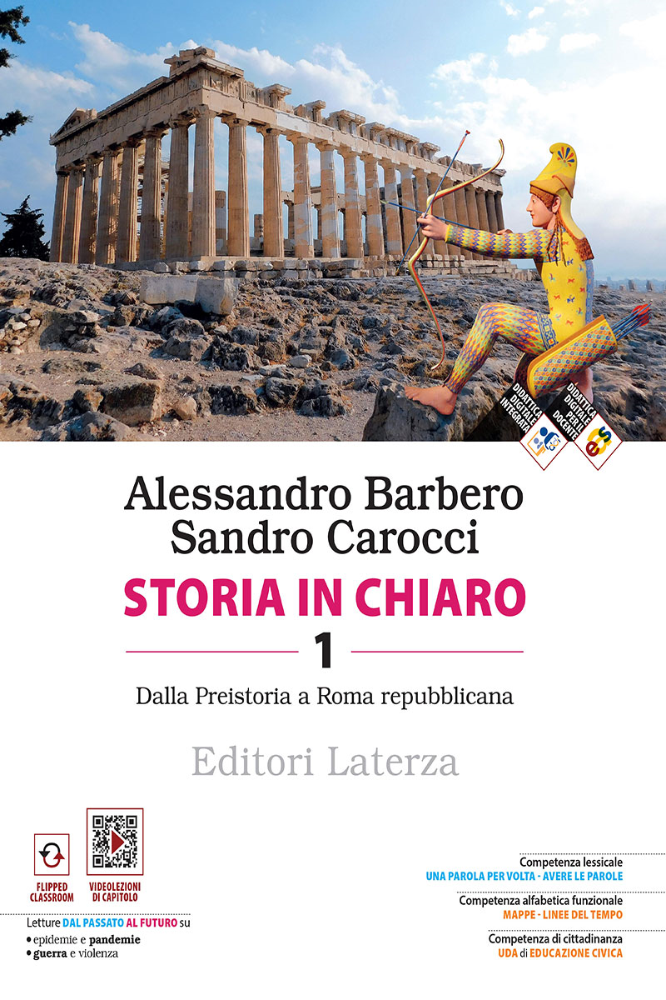 DIDATTICA
DIGITALE
INTEGRATA
DIDATTICA
DIGITALE
PER IL
DOCENTE
eas
Alessandro Barbero
Sandro Carocci
STORIA IN CHIARO
1
Dalla Preistoria a Roma repubblicana
Editori Laterza
FLIPPED
CLASSROOM
VIDEOLEZIONI
DI CAPITOLO
Letture DAL PASSATO AL FUTURO su
• epidemie e pandemie
• guerra e violenza
Competenza lessicale
UNA PAROLA PER VOLTA - AVERE LE PAROLE
Competenza alfabetica funzionale
MAPPE - LINEE DEL TEMPO
Competenza di cittadinanza
UDA di EDUCAZIONE CIVICA